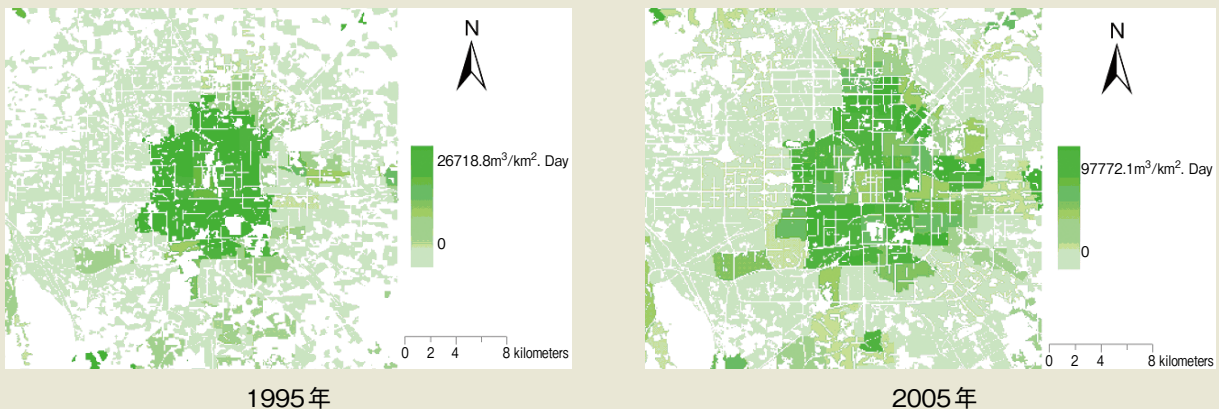 N
26718.8m³/km². Day
0
0 2 4 8 kilometers
1995年
N
97772.1m³/km². Day
0
0 2 4 8 kilometers
2005年